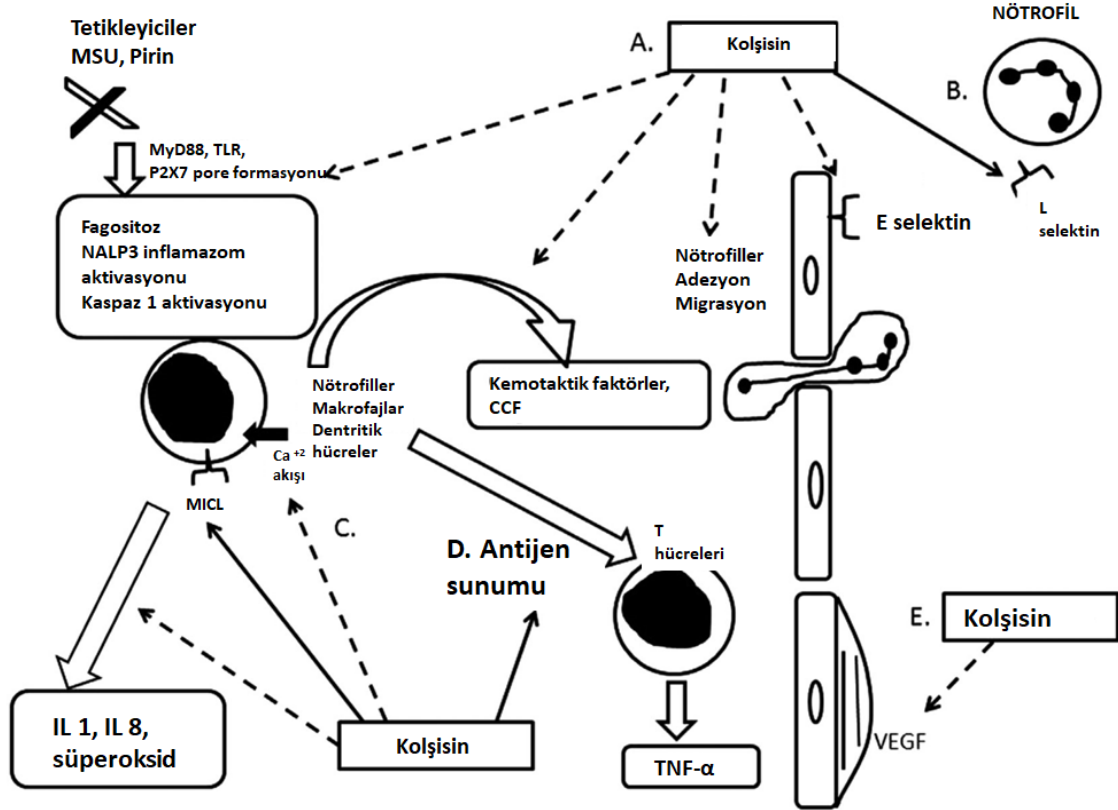 Tetikleyiciler
MSU, Pirin
A.
Kolşisin
NÖTROFİL
B.
MyD88, TLR,
P2X7 pore formasyonu
Fagositoz
NALP3 inflamazom
aktivasyonu
Kaspaz 1 aktivasyonu
E selektin
L
selektin
Nötrofiller
Adezyon
Migrasyon
Kemotaktik faktörler,
CCF
Nötrofiller
Makrofajlar
Dentritik
hücreler
Ca +2
akışı
MICL
C.
D. Antijen
sunumu
T
hücreleri
E.
Kolşisin
IL 1, IL 8,
süperoksid
Kolşisin
TNF-α
VEGF